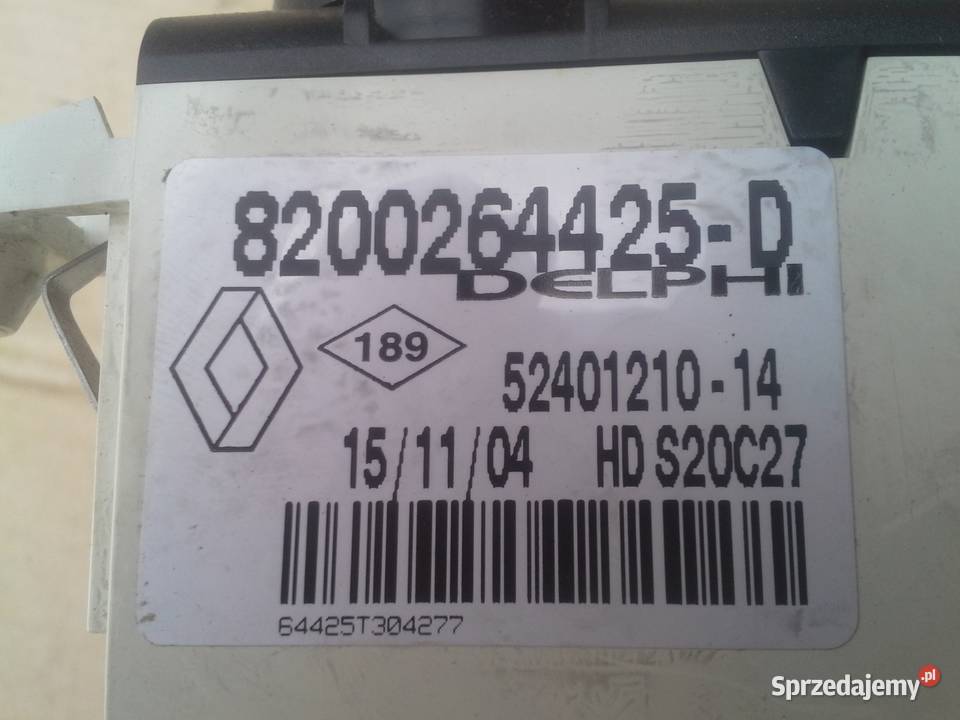 8200264425-D
DELPHI
189
52401210-14
15/11/04 HD S20C27
64425T304277
Sprzedajemy.pl